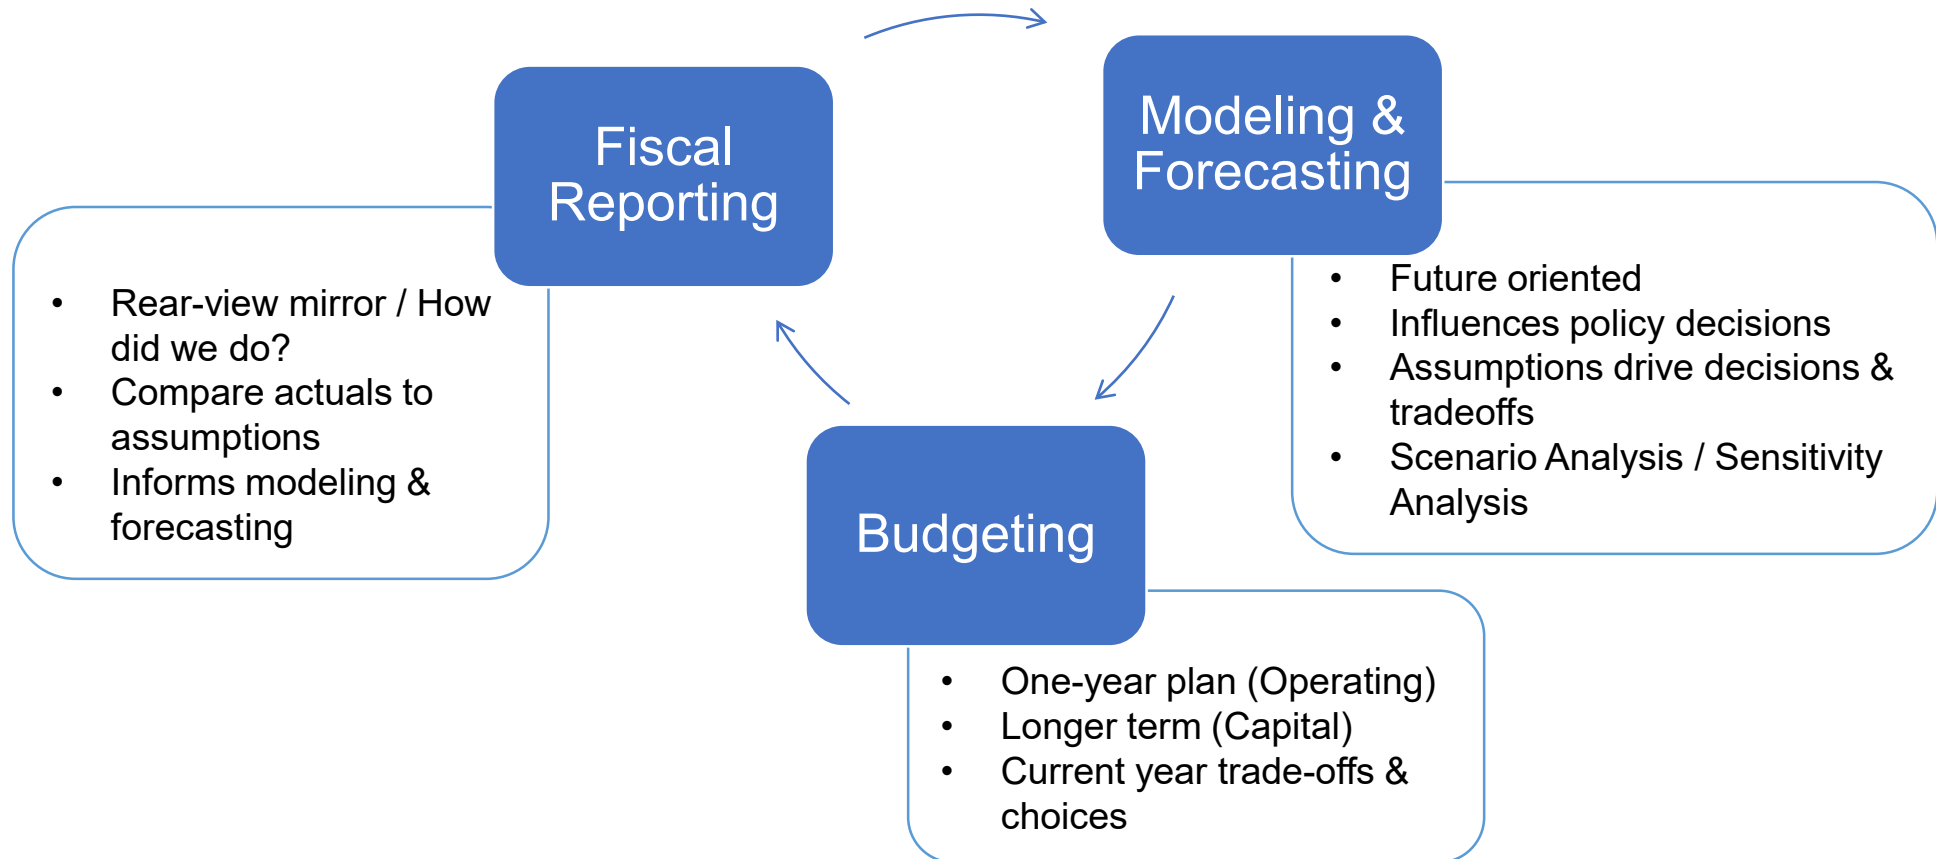 Fiscal
Reporting
• Rear-view mirror / How
did we do?
• Compare actuals to
assumptions
• Informs modeling &
forecasting
Modeling &
Forecasting
• Future oriented
• Influences policy decisions
• Assumptions drive decisions &
tradeoffs
• Scenario Analysis / Sensitivity
Analysis
Budgeting
• One-year plan (Operating)
• Longer term (Capital)
• Current year trade-offs &
choices